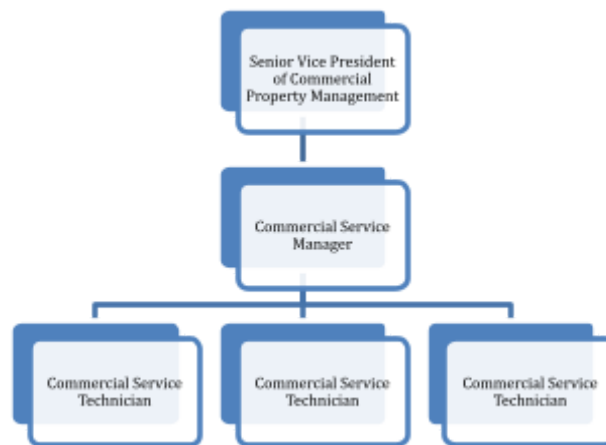 Senior Vice President
of Commercial
Property Management
Commercial Service
Manager
Commercial Service
Technician
Commercial Service
Technician
Commercial Service
Technician